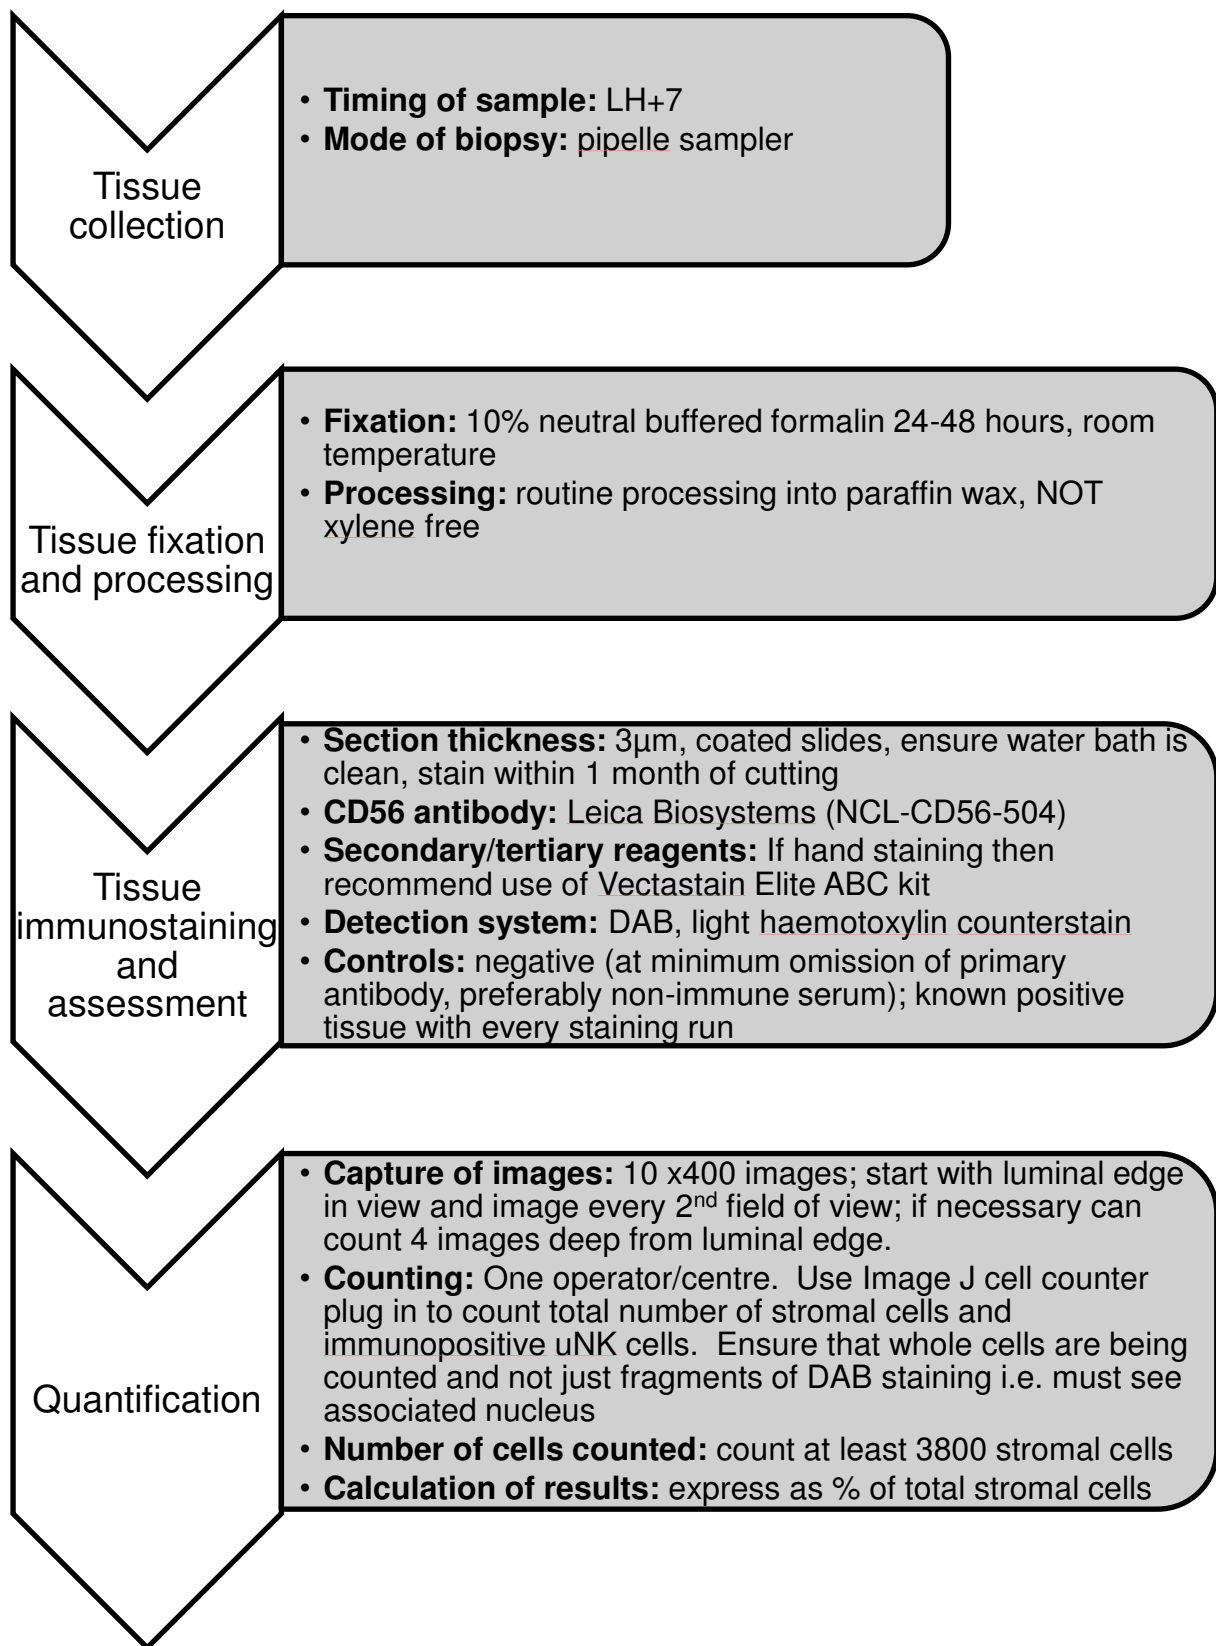 Tissue
collection
• Timing of sample: LH+7
• Mode of biopsy: pipelle sampler
Tissue fixation
and processing
• Fixation: 10% neutral buffered formalin 24-48 hours, room
temperature
• Processing: routine processing into paraffin wax, NOT
xylene free
Tissue
immunostaining
and
assessment
• Section thickness: 3µm, coated slides, ensure water bath is
clean, stain within 1 month of cutting
• CD56 antibody: Leica Biosystems (NCL-CD56-504)
• Secondary/tertiary reagents: If hand staining then
recommend use of Vectastain Elite ABC kit
• Detection system: DAB, light haemotoxylin counterstain
• Controls: negative (at minimum omission of primary
antibody, preferably non-immune serum); known positive
tissue with every staining run
Quantification
• Capture of images: 10 x400 images; start with luminal edge
in view and image every 2nd field of view; if necessary can
count 4 images deep from luminal edge.
• Counting: One operator/centre.  Use Image J cell counter
plug in to count total number of stromal cells and
immunopositive uNK cells.  Ensure that whole cells are being
counted and not just fragments of DAB staining i.e. must see
associated nucleus
• Number of cells counted: count at least 3800 stromal cells
• Calculation of results: express as % of total stromal cells